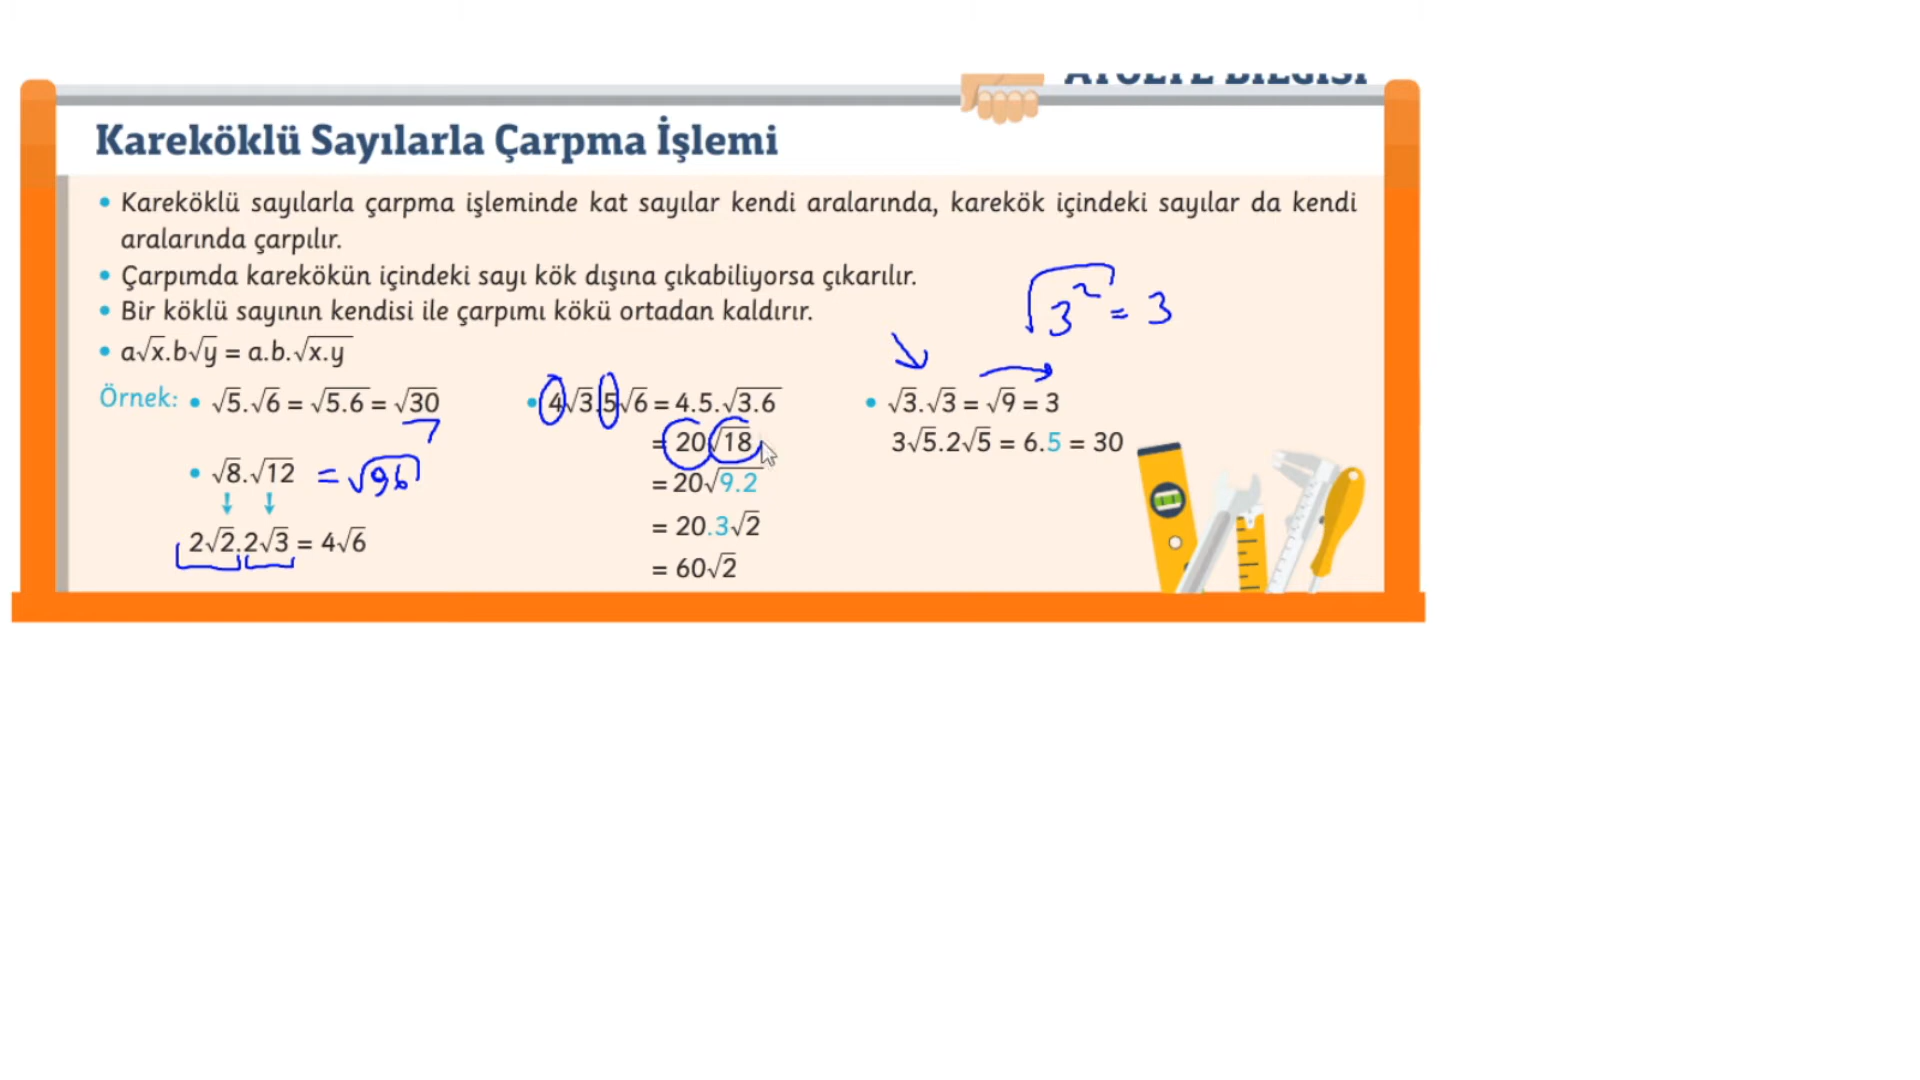 ATÖLYE BİLGİSİ
Kareköklü Sayılarla Çarpma İşlemi
• Kareköklü sayılarla çarpma işleminde kat sayılar kendi aralarında, karekök içindeki sayılar da kendi
aralarında çarpılır.
• Çarpımda karekökün içindeki sayı kök dışına çıkabiliyorsa çıkarılır.
• Bir köklü sayının kendisi ile çarpımı kökü ortadan kaldırır.
√3² = 3
• a√x.b√y = a.b.√x.y
Örnek: • √5.√6 = √5.6 = √30
• √8.√12 = √96
2√2.2√3 = 4√6
• 4√3.5√6 = 4.5.√3.6
= 20√18
= 20√9.2
= 20.3√2
= 60√2
• √3.√3 = √9 = 3
3√5.2√5 = 6.5 = 30